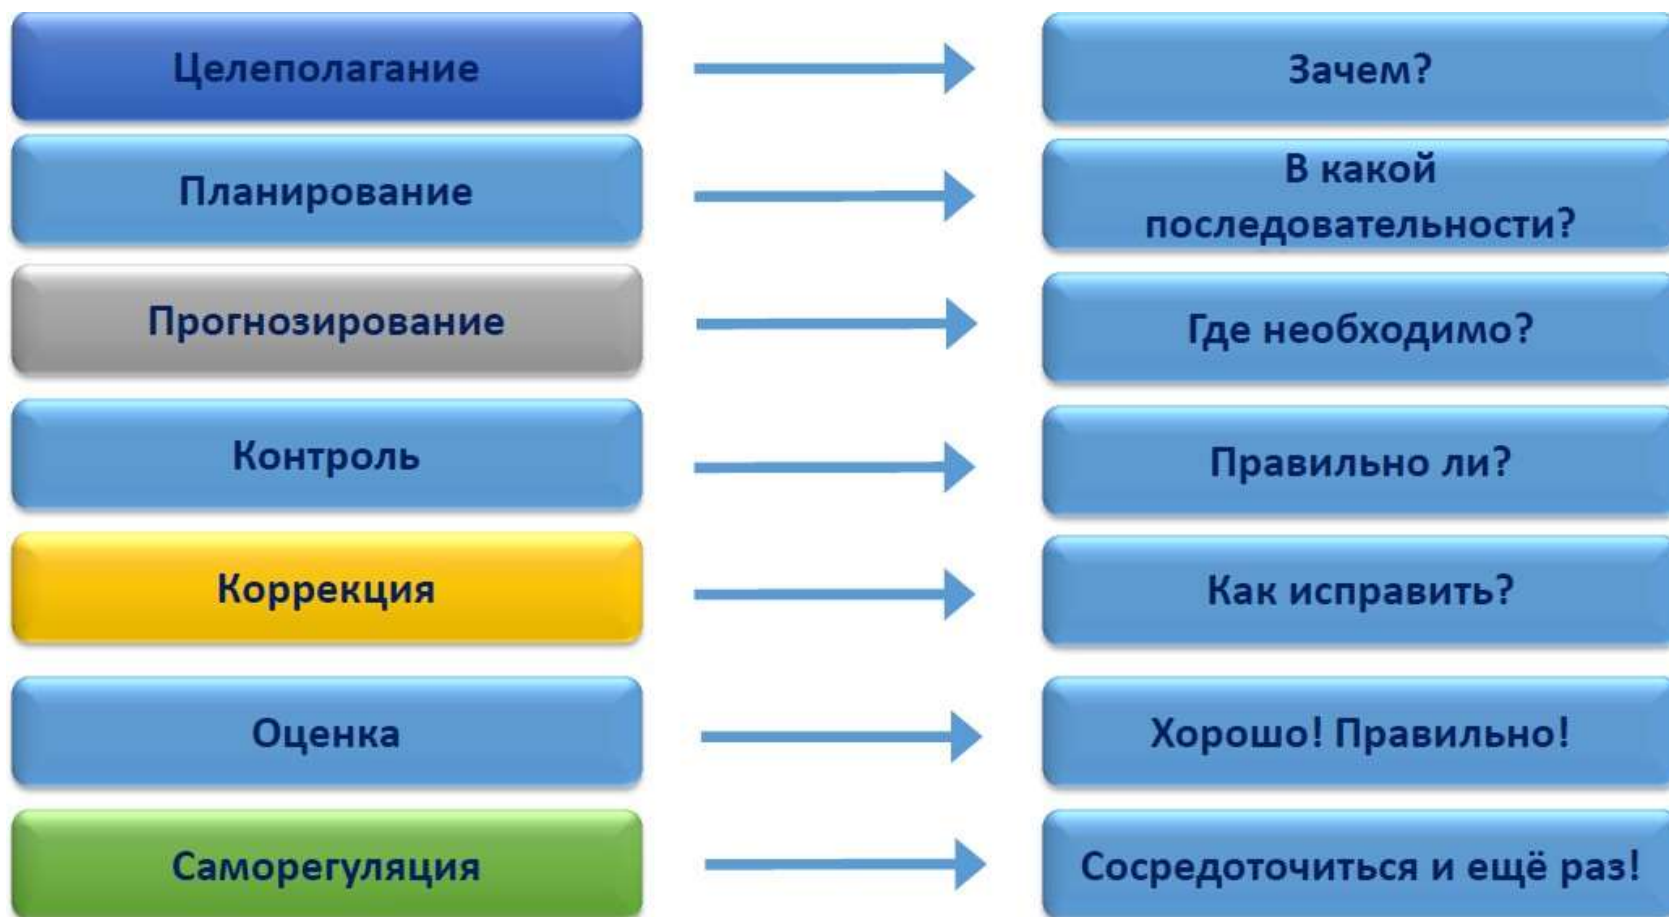 Целеполагание
Зачем?
Планирование
В какой
последовательности?
Прогнозирование
Где необходимо?
Контроль
Правильно ли?
Коррекция
Как исправить?
Оценка
Хорошо! Правильно!
Саморегуляция
Сосредоточиться и ещё раз!